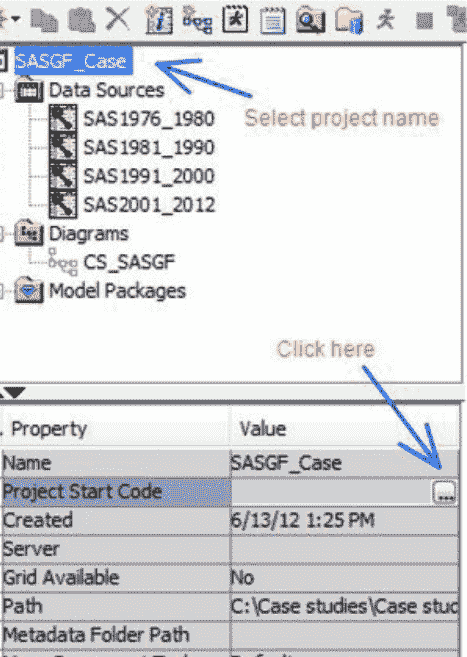 SASGF_Case
Data Sources
Select project name
SAS1976_1980
SAS1981_1990
SAS1991_2000
SAS2001_2012
Diagrams
CS_SASGF
Model Packages
Click here
Property Value
Name SASGF_Case
Project Start Code ...
Created 6/13/12 1:25 PM
Server
Grid Available No
Path C:\Case studies\Case stud
Metadata Folder Path